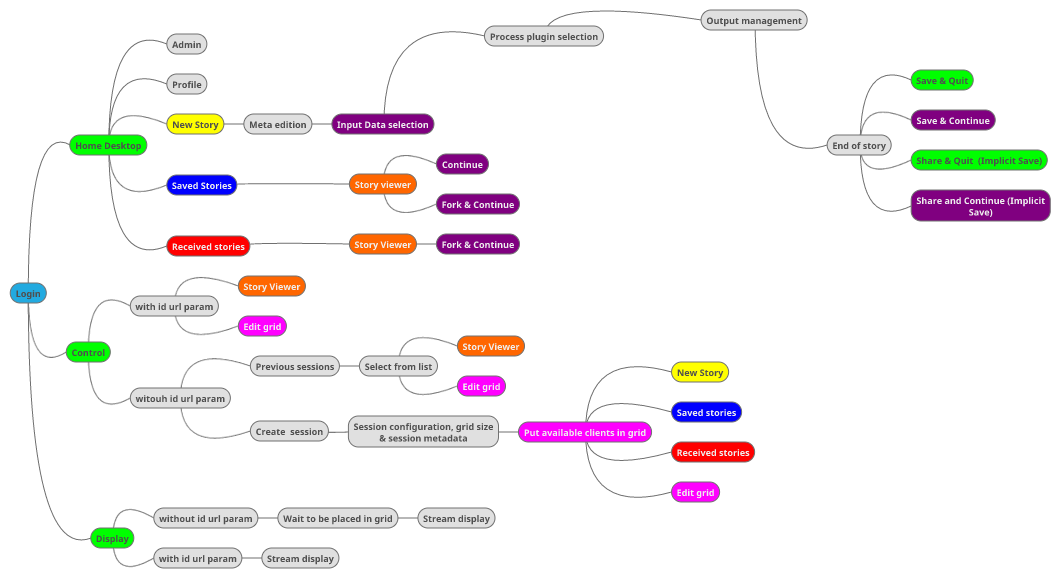 Output management
Process plugin selection
Admin
Profile
Save & Quit
New Story
Meta edition
Input Data selection
Save & Continue
Home Desktop
End of story
Continue
Share & Quit  (Implicit Save)
Saved Stories
Story viewer
Fork & Continue
Share and Continue (Implicit
Save)
Received stories
Story Viewer
Fork & Continue
Login
Story Viewer
with id url param
Edit grid
Control
Story Viewer
Previous sessions
Select from list
New Story
Edit grid
witouh id url param
Saved stories
Create  session
Session configuration, grid size
& session metadata
Put available clients in grid
Received stories
Edit grid
without id url param
Wait to be placed in grid
Stream display
Display
with id url param
Stream display